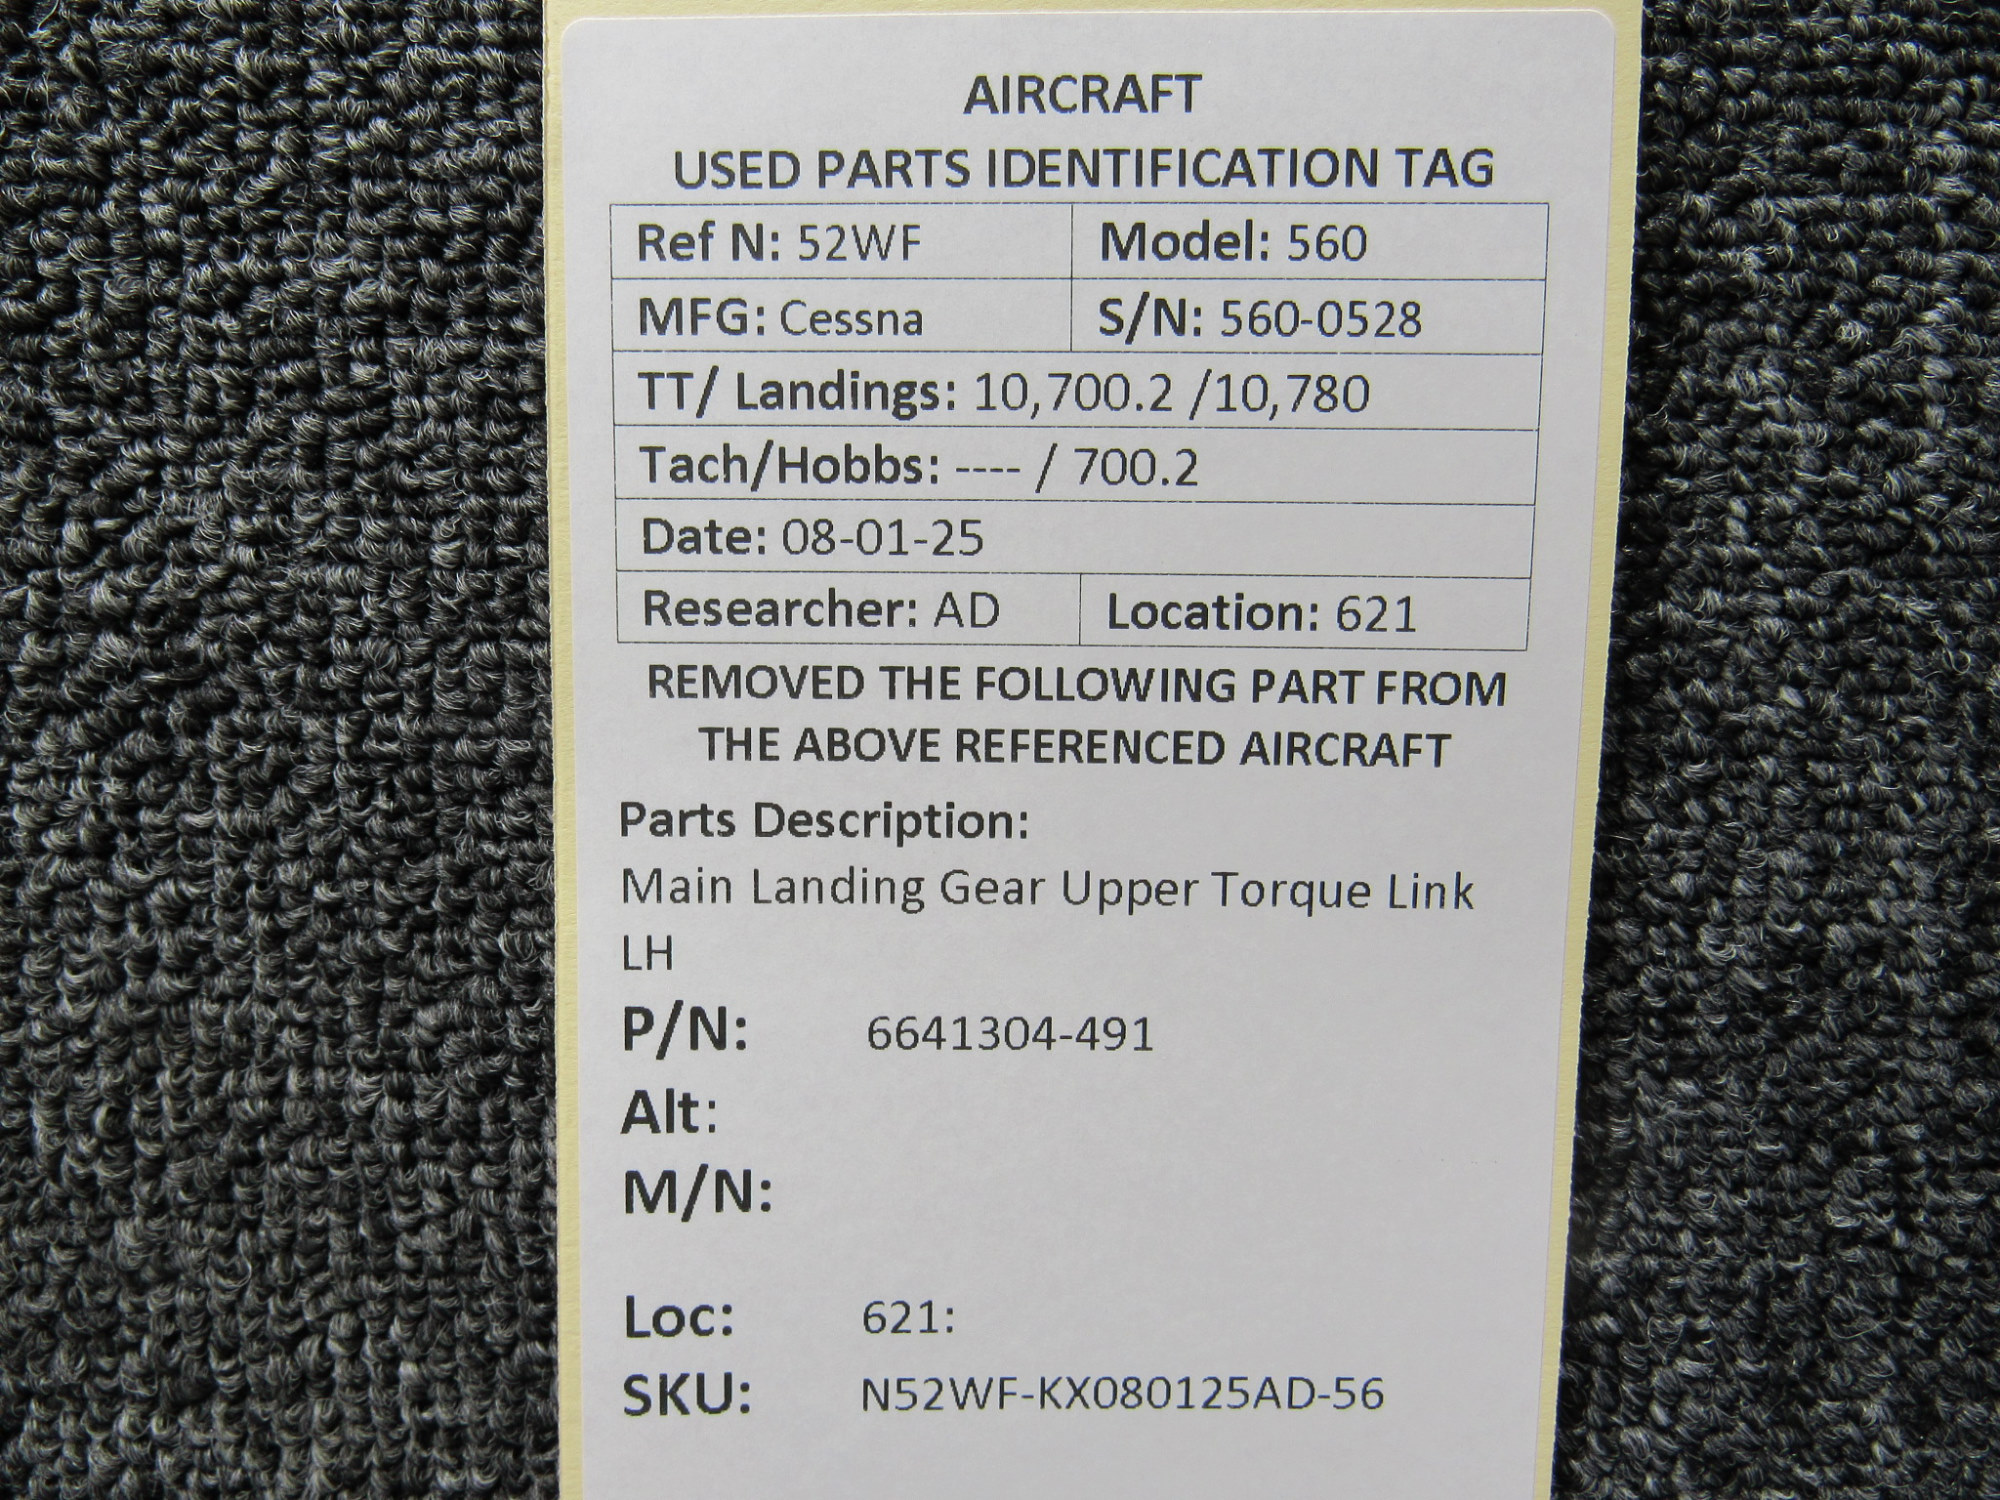 AIRCRAFT
USED PARTS IDENTIFICATION TAG
Ref N: 52WF Model: 560
MFG: Cessna S/N: 560-0528
TT/ Landings: 10,700.2 /10,780
Tach/Hobbs: ---- / 700.2
Date: 08-01-25
Researcher: AD Location: 621
REMOVED THE FOLLOWING PART FROM
THE ABOVE REFERENCED AIRCRAFT
Parts Description:
Main Landing Gear Upper Torque Link
LH
P/N: 6641304-491
Alt:
M/N:
Loc: 621:
SKU: N52WF-KX080125AD-56